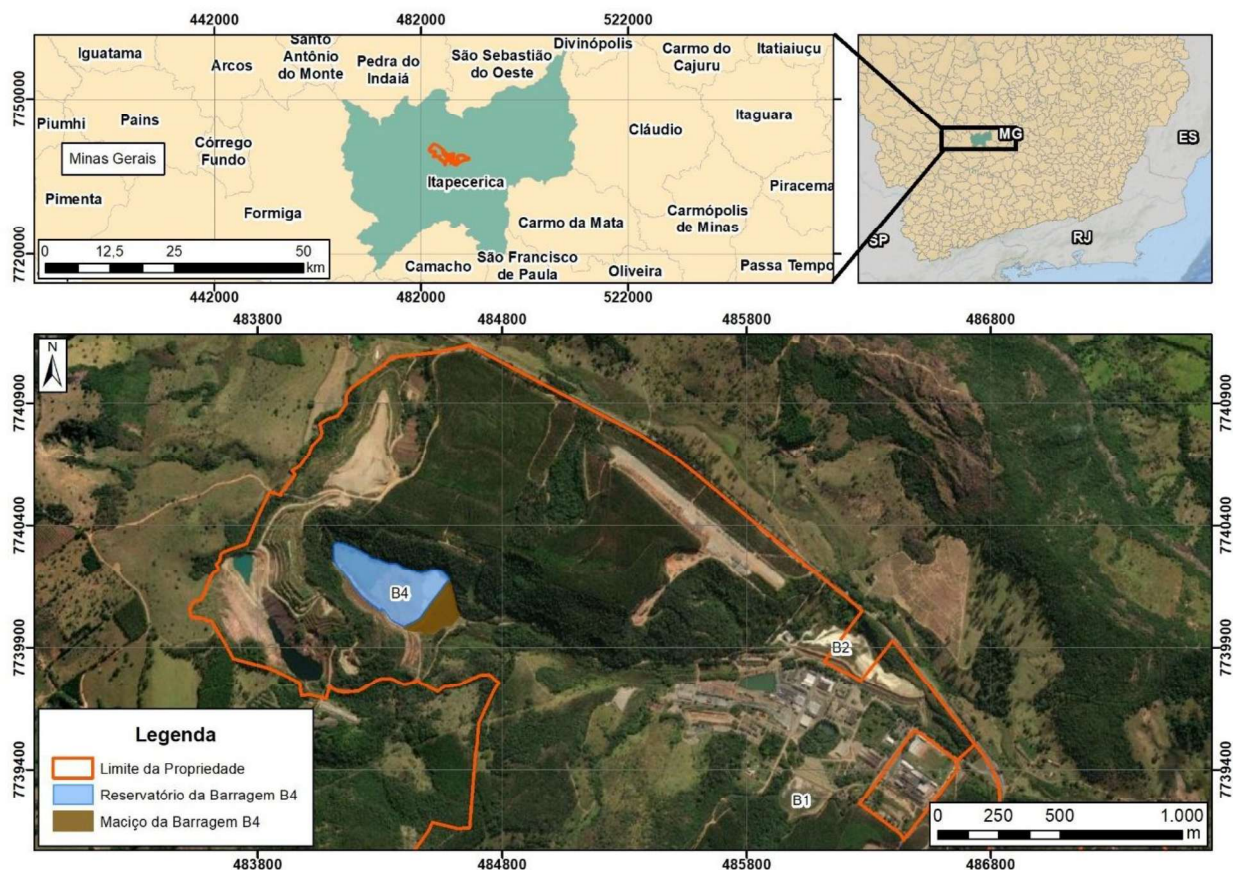 442000 482000 522000
Iguatama
Arcos
Santo
Antônio
do Monte
Pedra do
Indaiá
São Sebastião
do Oeste
Divinópolis
Carmo do
Cajuru
Itatiaiuçu
7750000
Piumhi
Pains
Córrego
Fundo
Cláudio
Itaguara
Minas Gerais
Itapecerica
Pimenta
Formiga
Carmo da Mata
Carmópolis
de Minas
Piracema
0 12,5 25 50
km
7720000
Camacho
São Francisco
de Paula
Oliveira
Passa Tempo
442000 482000 522000
MG
ES
SP
RJ
483800 484800 485800 486800
N
7740900 7740900
7740400 7740400
B4
7739900 7739900
B2
Legenda
Limite da Propriedade
Reservatório da Barragem B4
Maciço da Barragem B4
7739400 7739400
B1
0 250 500 1.000
m
483800 484800 485800 486800